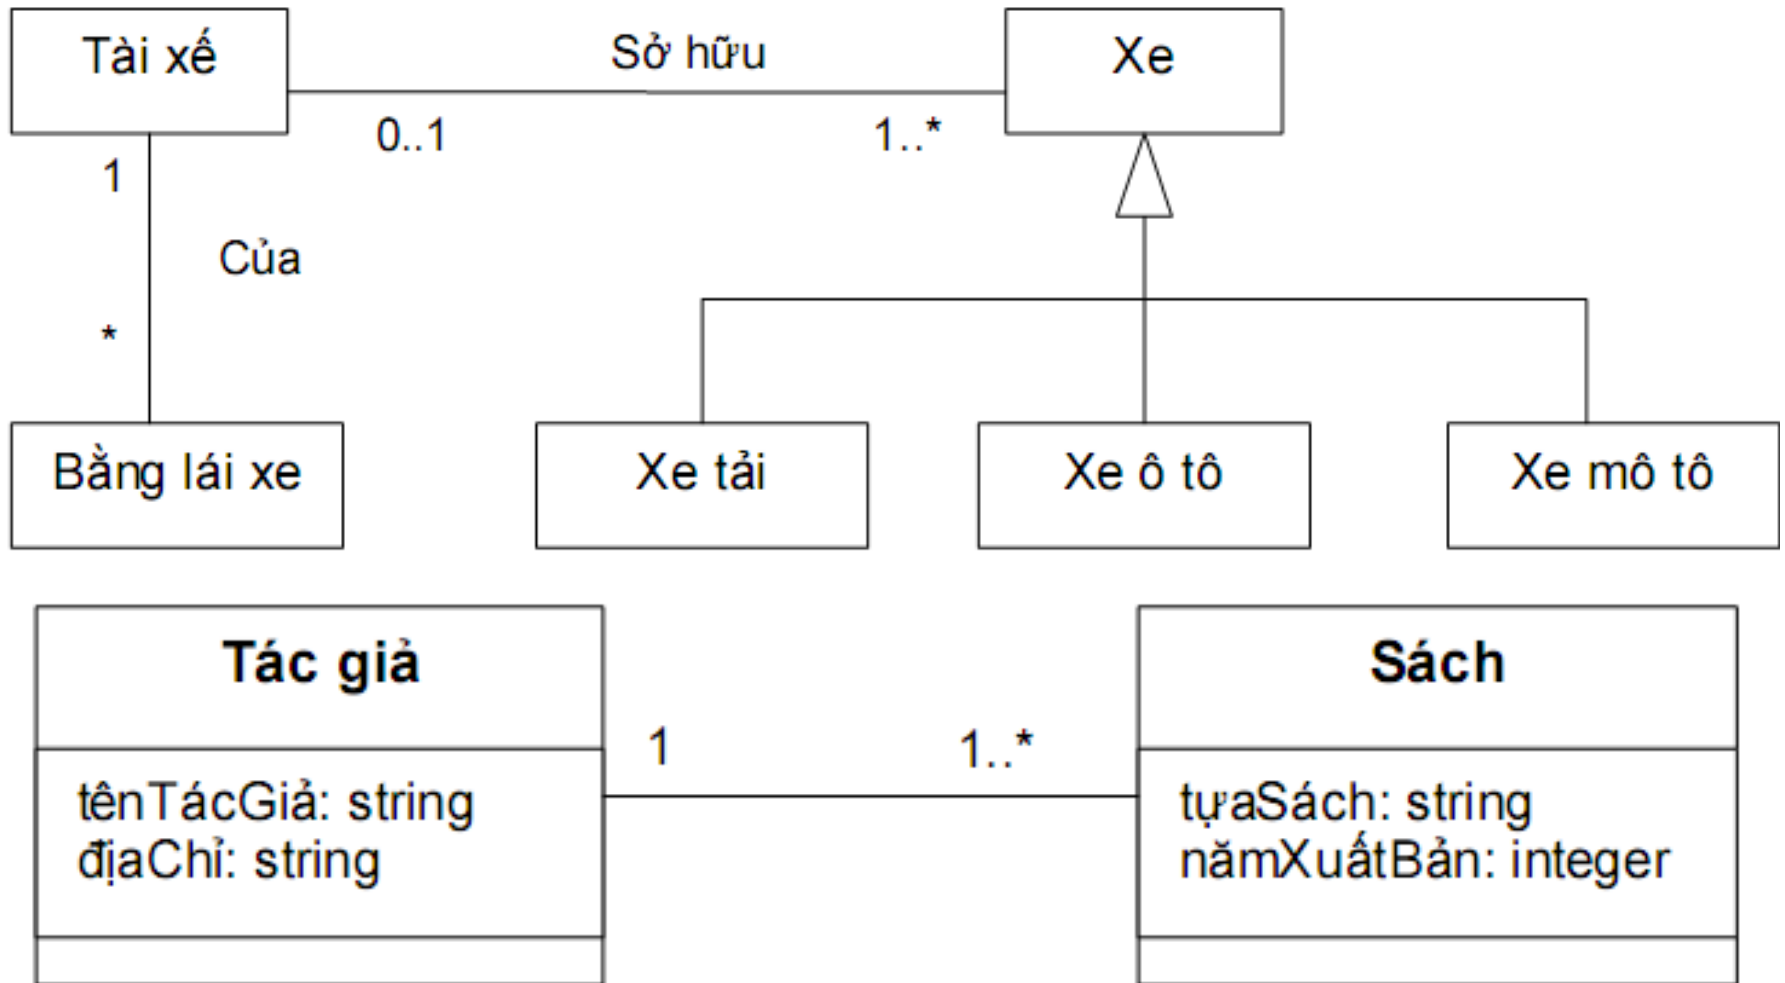 Tài xế
Sở hữu
Xe
0..1
1..*
1
Của
*
Bằng lái xe
Xe tải
Xe ô tô
Xe mô tô
Tác giả
Sách
1
1..*
tênTácGiả: string
địaChỉ: string
tựaSách: string
nămXuấtBản: integer